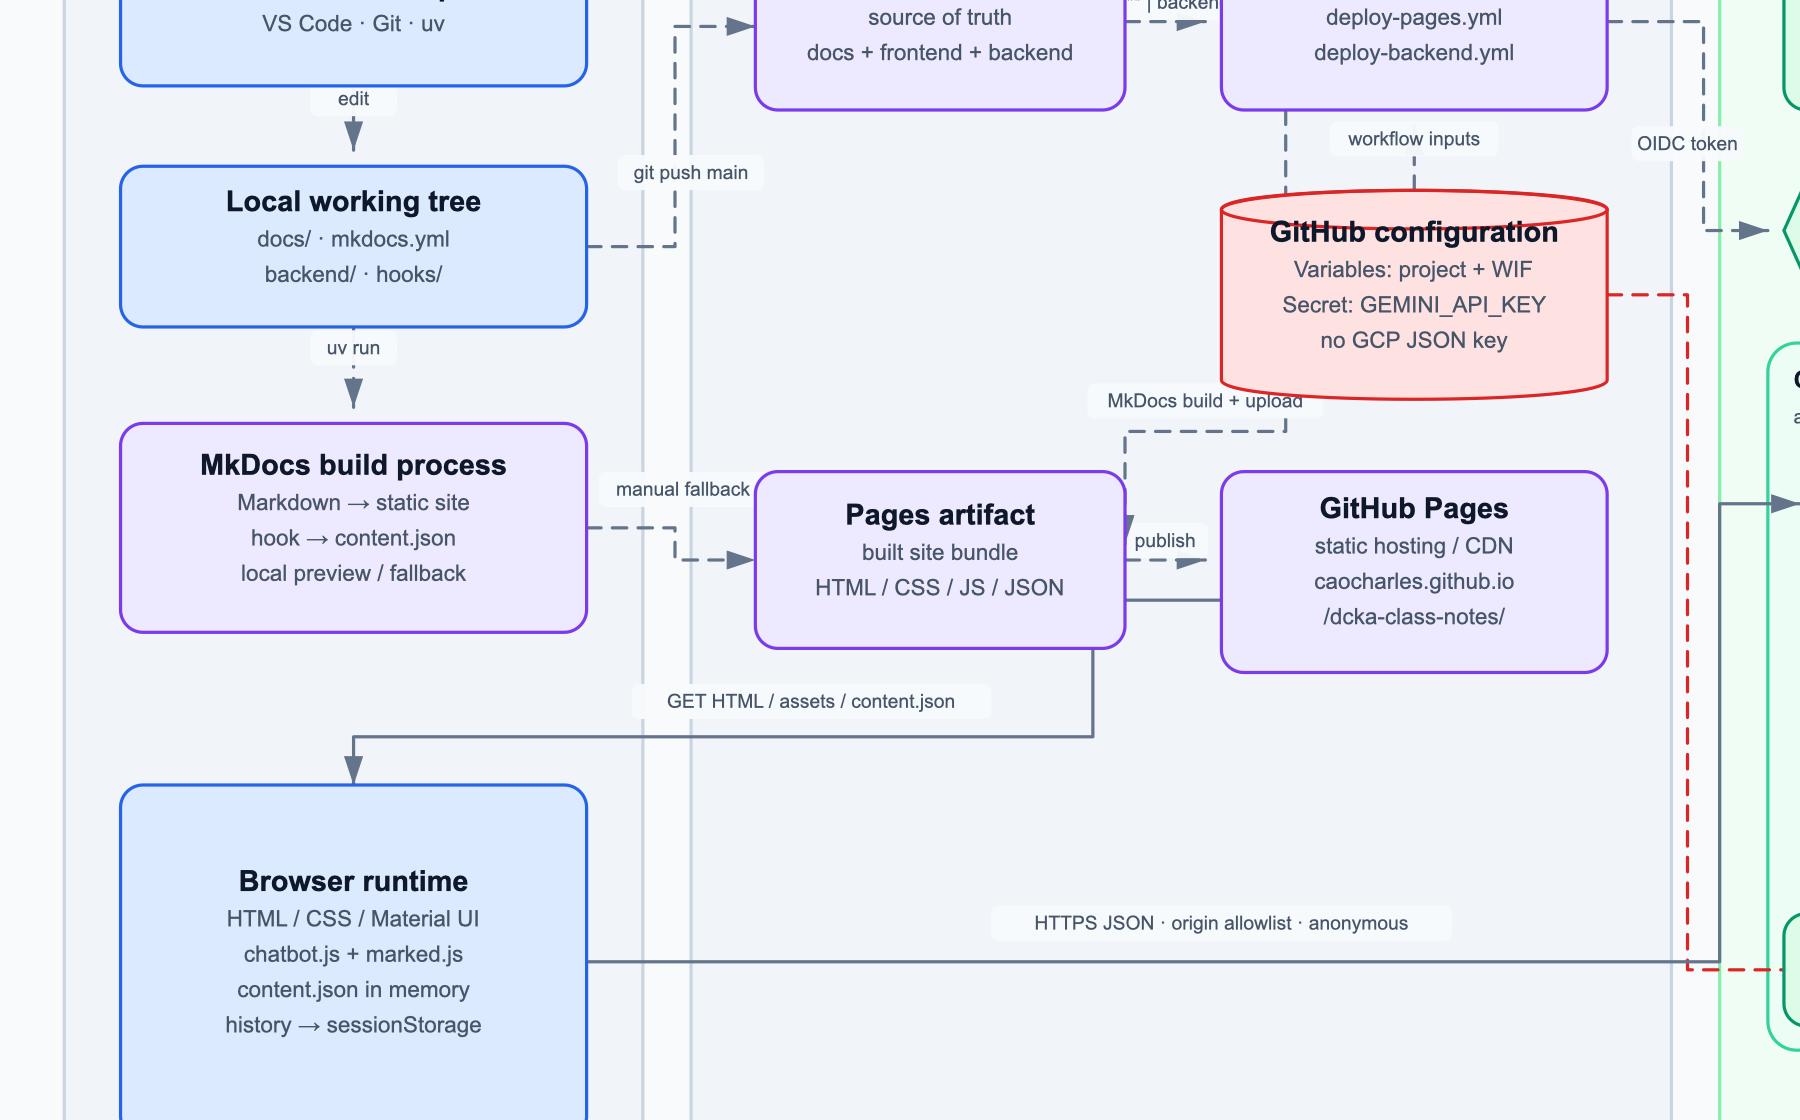 VS Code · Git · uv
edit
Local working tree
docs/ · mkdocs.yml
backend/ · hooks/
uv run
MkDocs build process
Markdown → static site
hook → content.json
local preview / fallback
Browser runtime
HTML / CSS / Material UI
chatbot.js + marked.js
content.json in memory
history → sessionStorage
git push main
manual fallback
GET HTML / assets / content.json
source of truth
docs + frontend + backend
Pages artifact
built site bundle
HTML / CSS / JS / JSON
deploy-pages.yml
deploy-backend.yml
workflow inputs
GitHub configuration
Variables: project + WIF
Secret: GEMINI_API_KEY
no GCP JSON key
MkDocs build + upload
publish
GitHub Pages
static hosting / CDN
caocharles.github.io
/dcka-class-notes/
OIDC token
HTTPS JSON · origin allowlist · anonymous